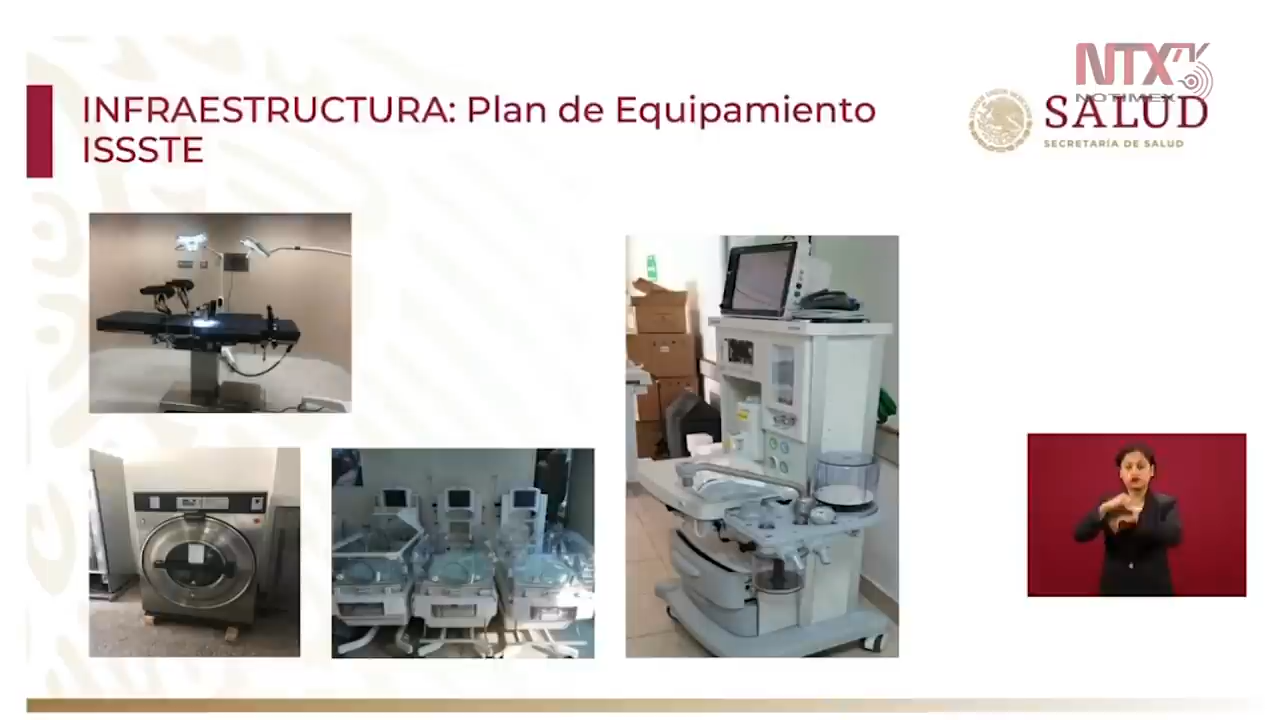 INFRAESTRUCTURA: Plan de Equipamiento
ISSSTE
NTX
NOTIMEX
SALUD
SECRETARÍA DE SALUD